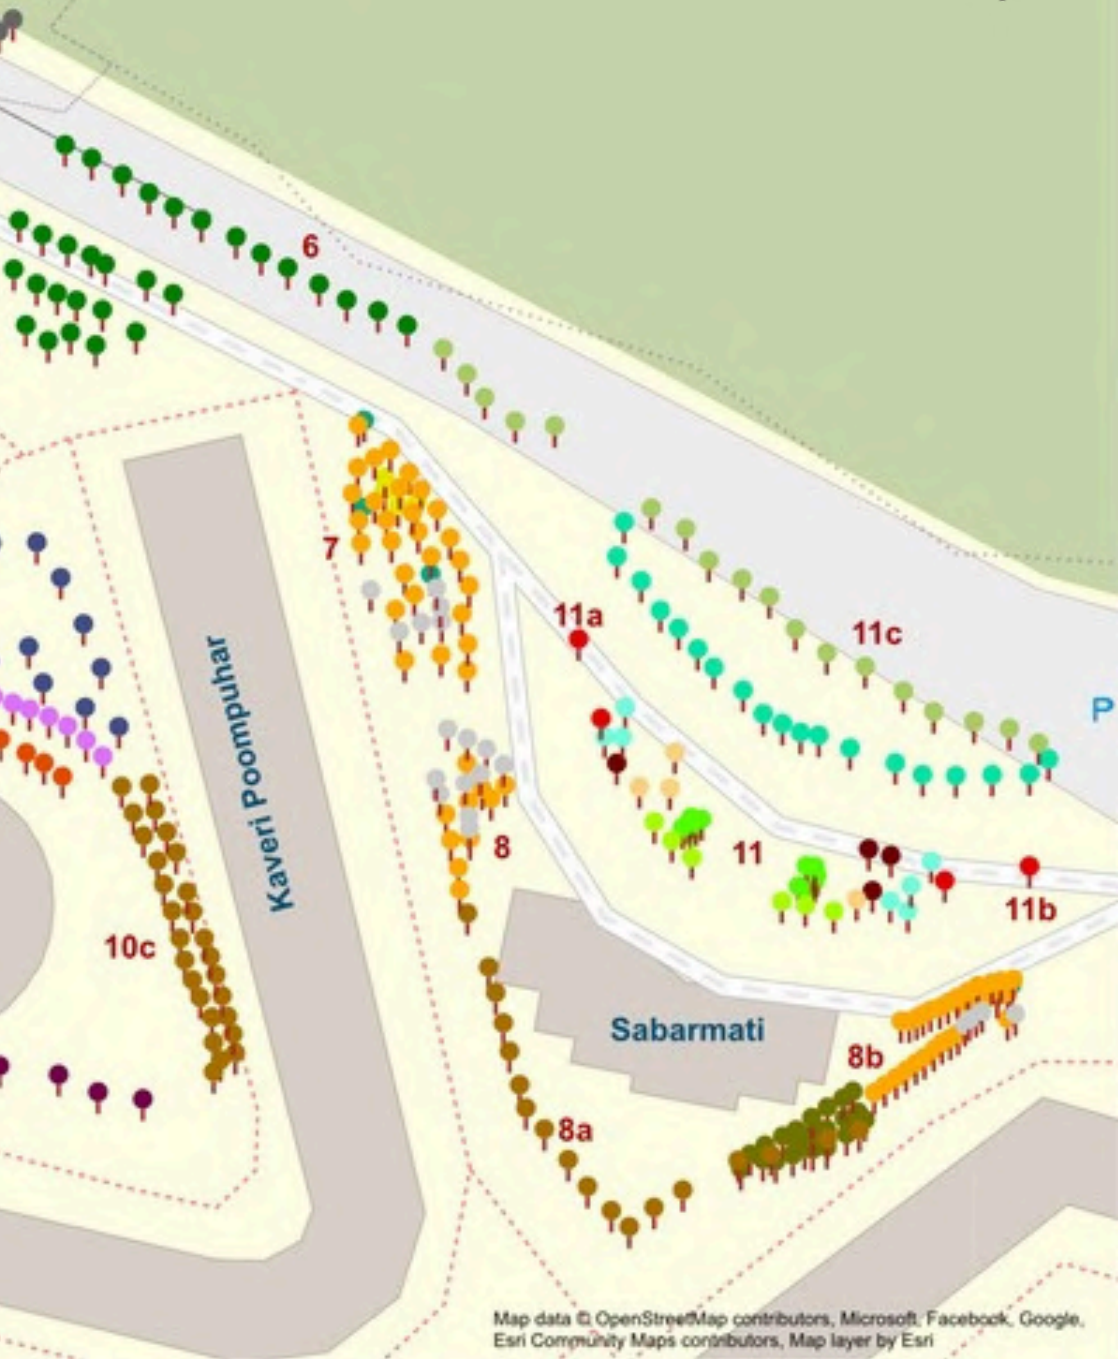 6
7
11a
11c
P
Kaveri Poompuhar
8
11
11b
10c
Sabarmati
8b
8a
Map data © OpenStreetMap contributors, Microsoft, Facebook, Google,
Esri Community Maps contributors, Map layer by Esri